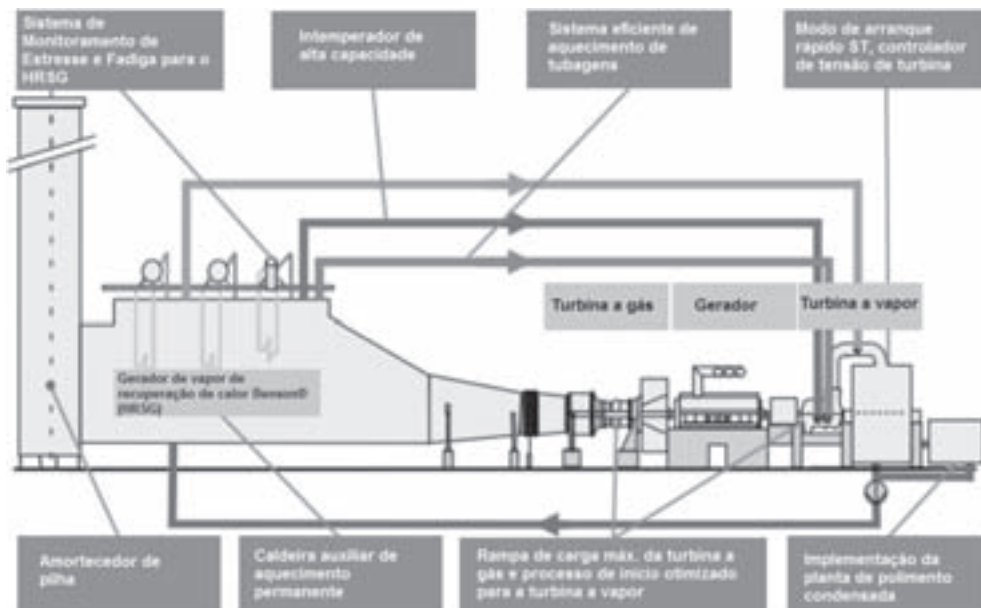 Sistema de
Monitoramento de
Estresse e Fadiga para o
HRSG
Intemperador de
alta capacidade
Sistema eficiente de
aquecimento de
tubagens
Modo de arranque
rápido ST, controlador
de tensão de turbina
Turbina a gás
Gerador
Turbina a vapor
Gerador de vapor de
recuperação de calor Benson®
(HRSG)
Amortecedor de
pilha
Caldeira auxiliar de
aquecimento
permanente
Rampa de carga máx. da turbina a
gás e processo de início otimizado
para a turbina a vapor
Implementação da
planta de polimento
condensada